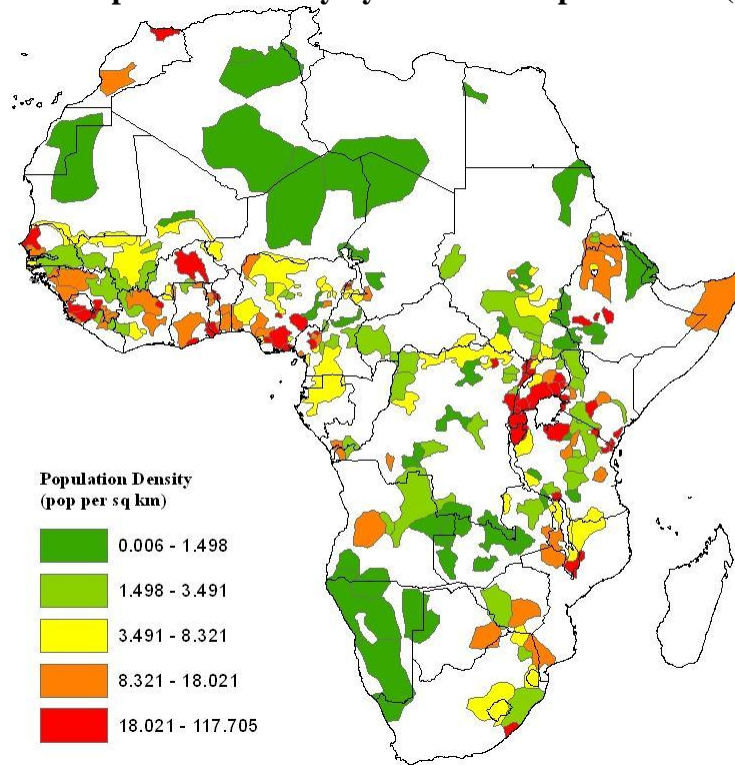 Population Density
(pop per sq km)
0.006 - 1.498
1.498 - 3.491
3.491 - 8.321
8.321 - 18.021
18.021 - 117.705